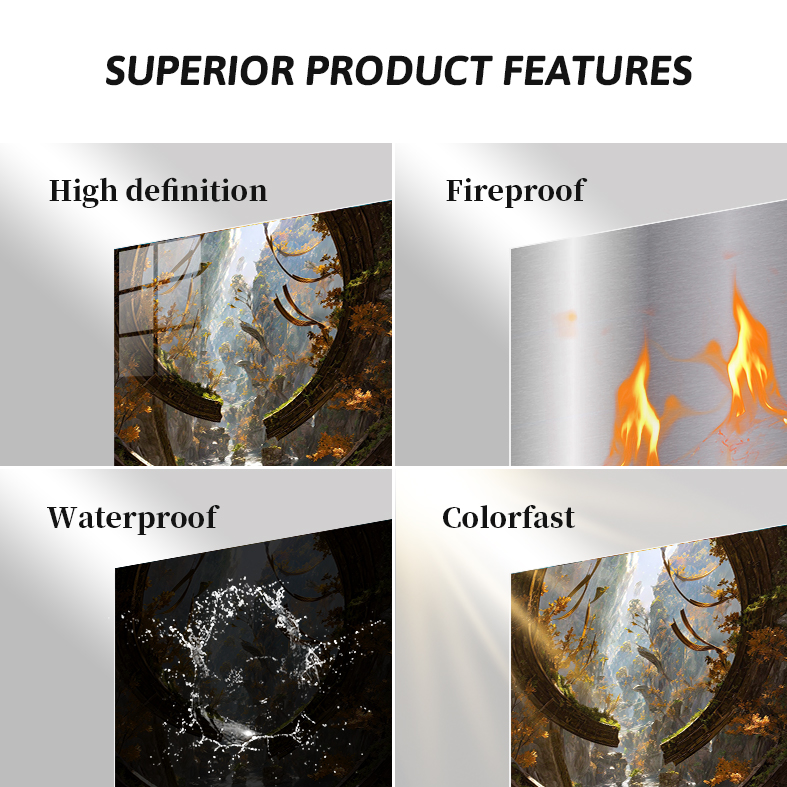 SUPERIOR PRODUCT FEATURES
High definition
Fireproof
Waterproof
Colorfast